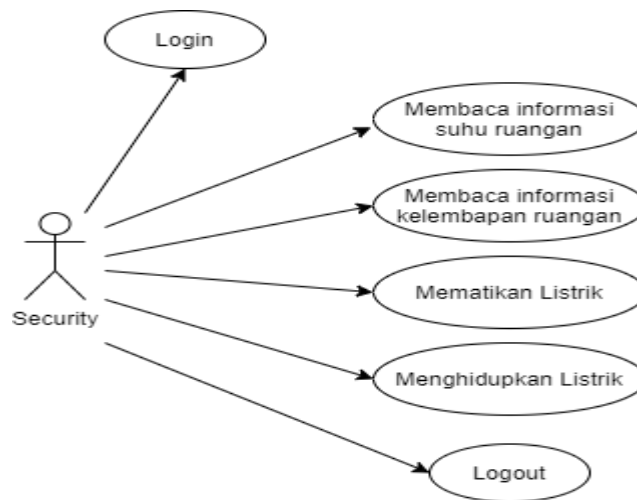 Login
Membaca informasi
suhu ruangan
Membaca informasi
kelembapan ruangan
Security
Mematikan Listrik
Menghidupkan Listrik
Logout